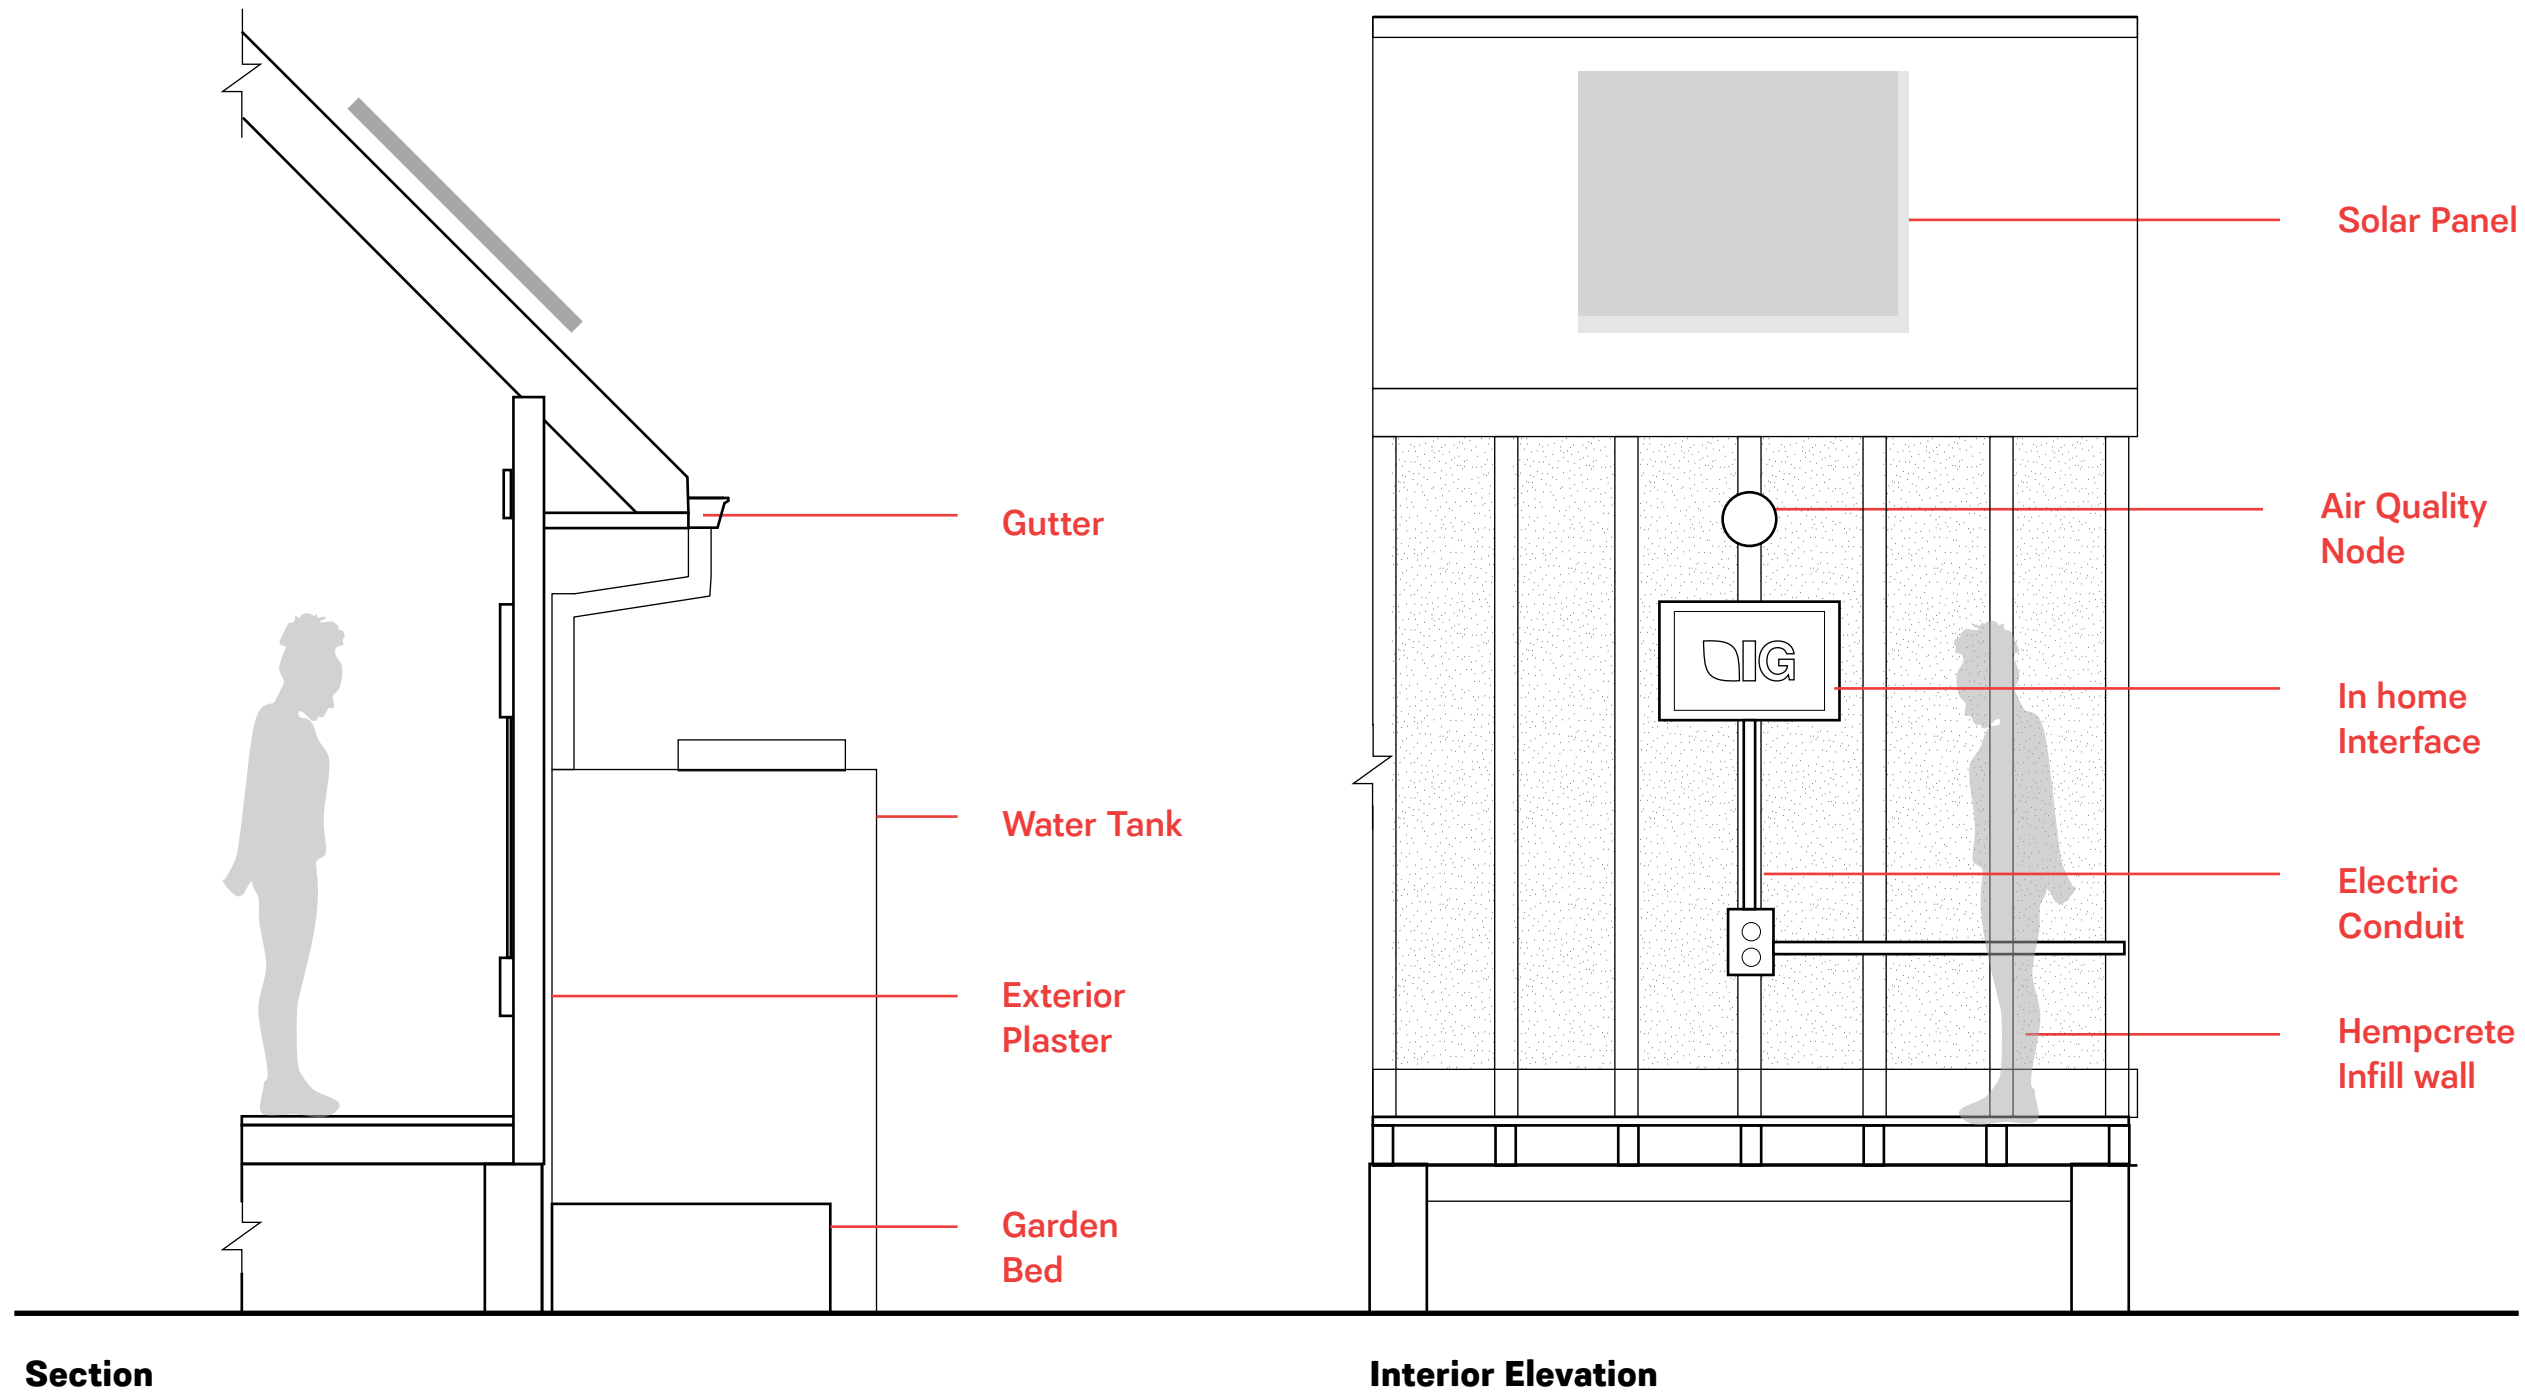 Solar Panel
Gutter
Air Quality
Node
IG
In home
Interface
Water Tank
Electric
Conduit
Exterior
Plaster
Hempcrete
Infill wall
Garden
Bed
Section
Interior Elevation